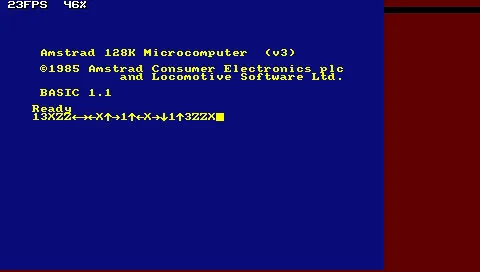 23FPS 46%
Amstrad 128K Microcomputer (v3)
©1985 Amstrad Consumer Electronics plc
and Locomotive Software Ltd.
BASIC 1.1
Ready
13XZZ←→←X↑→1↑←X→↓1↑3ZZX